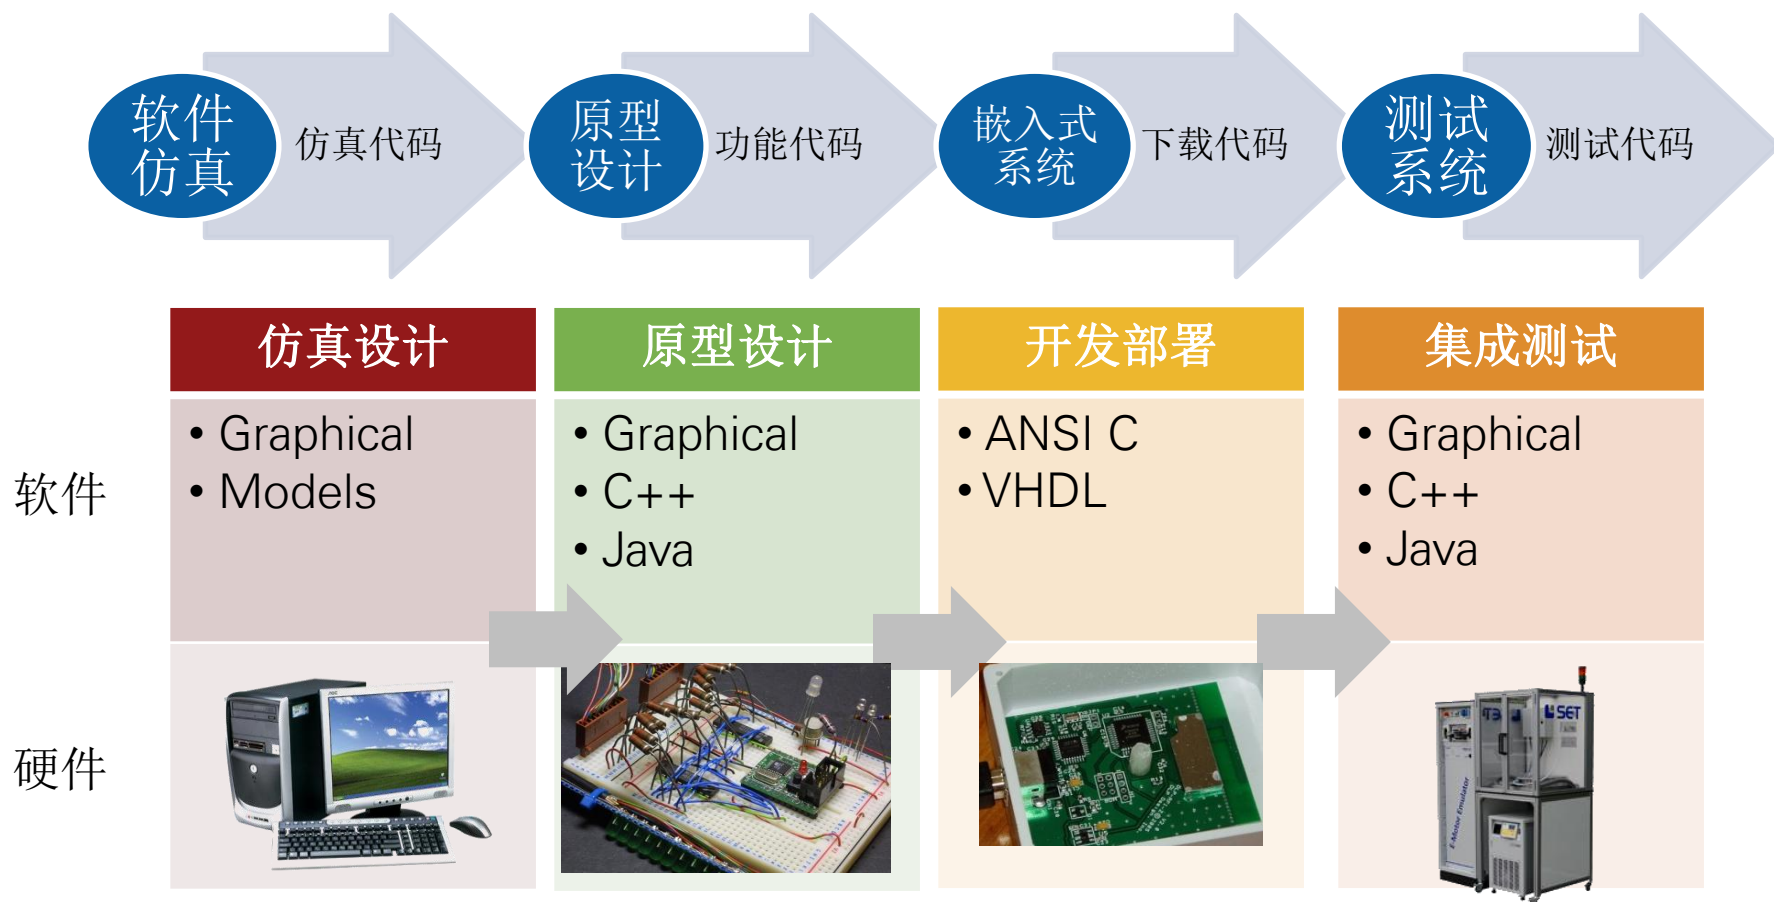 软件
仿真
仿真代码
原型
设计
功能代码
嵌入式
系统
下载代码
测试
系统
测试代码
仿真设计
原型设计
开发部署
集成测试
软件
• Graphical
• Models
• Graphical
• C++
• Java
• ANSI C
• VHDL
• Graphical
• C++
• Java
硬件
SET
E-Motor Emulator